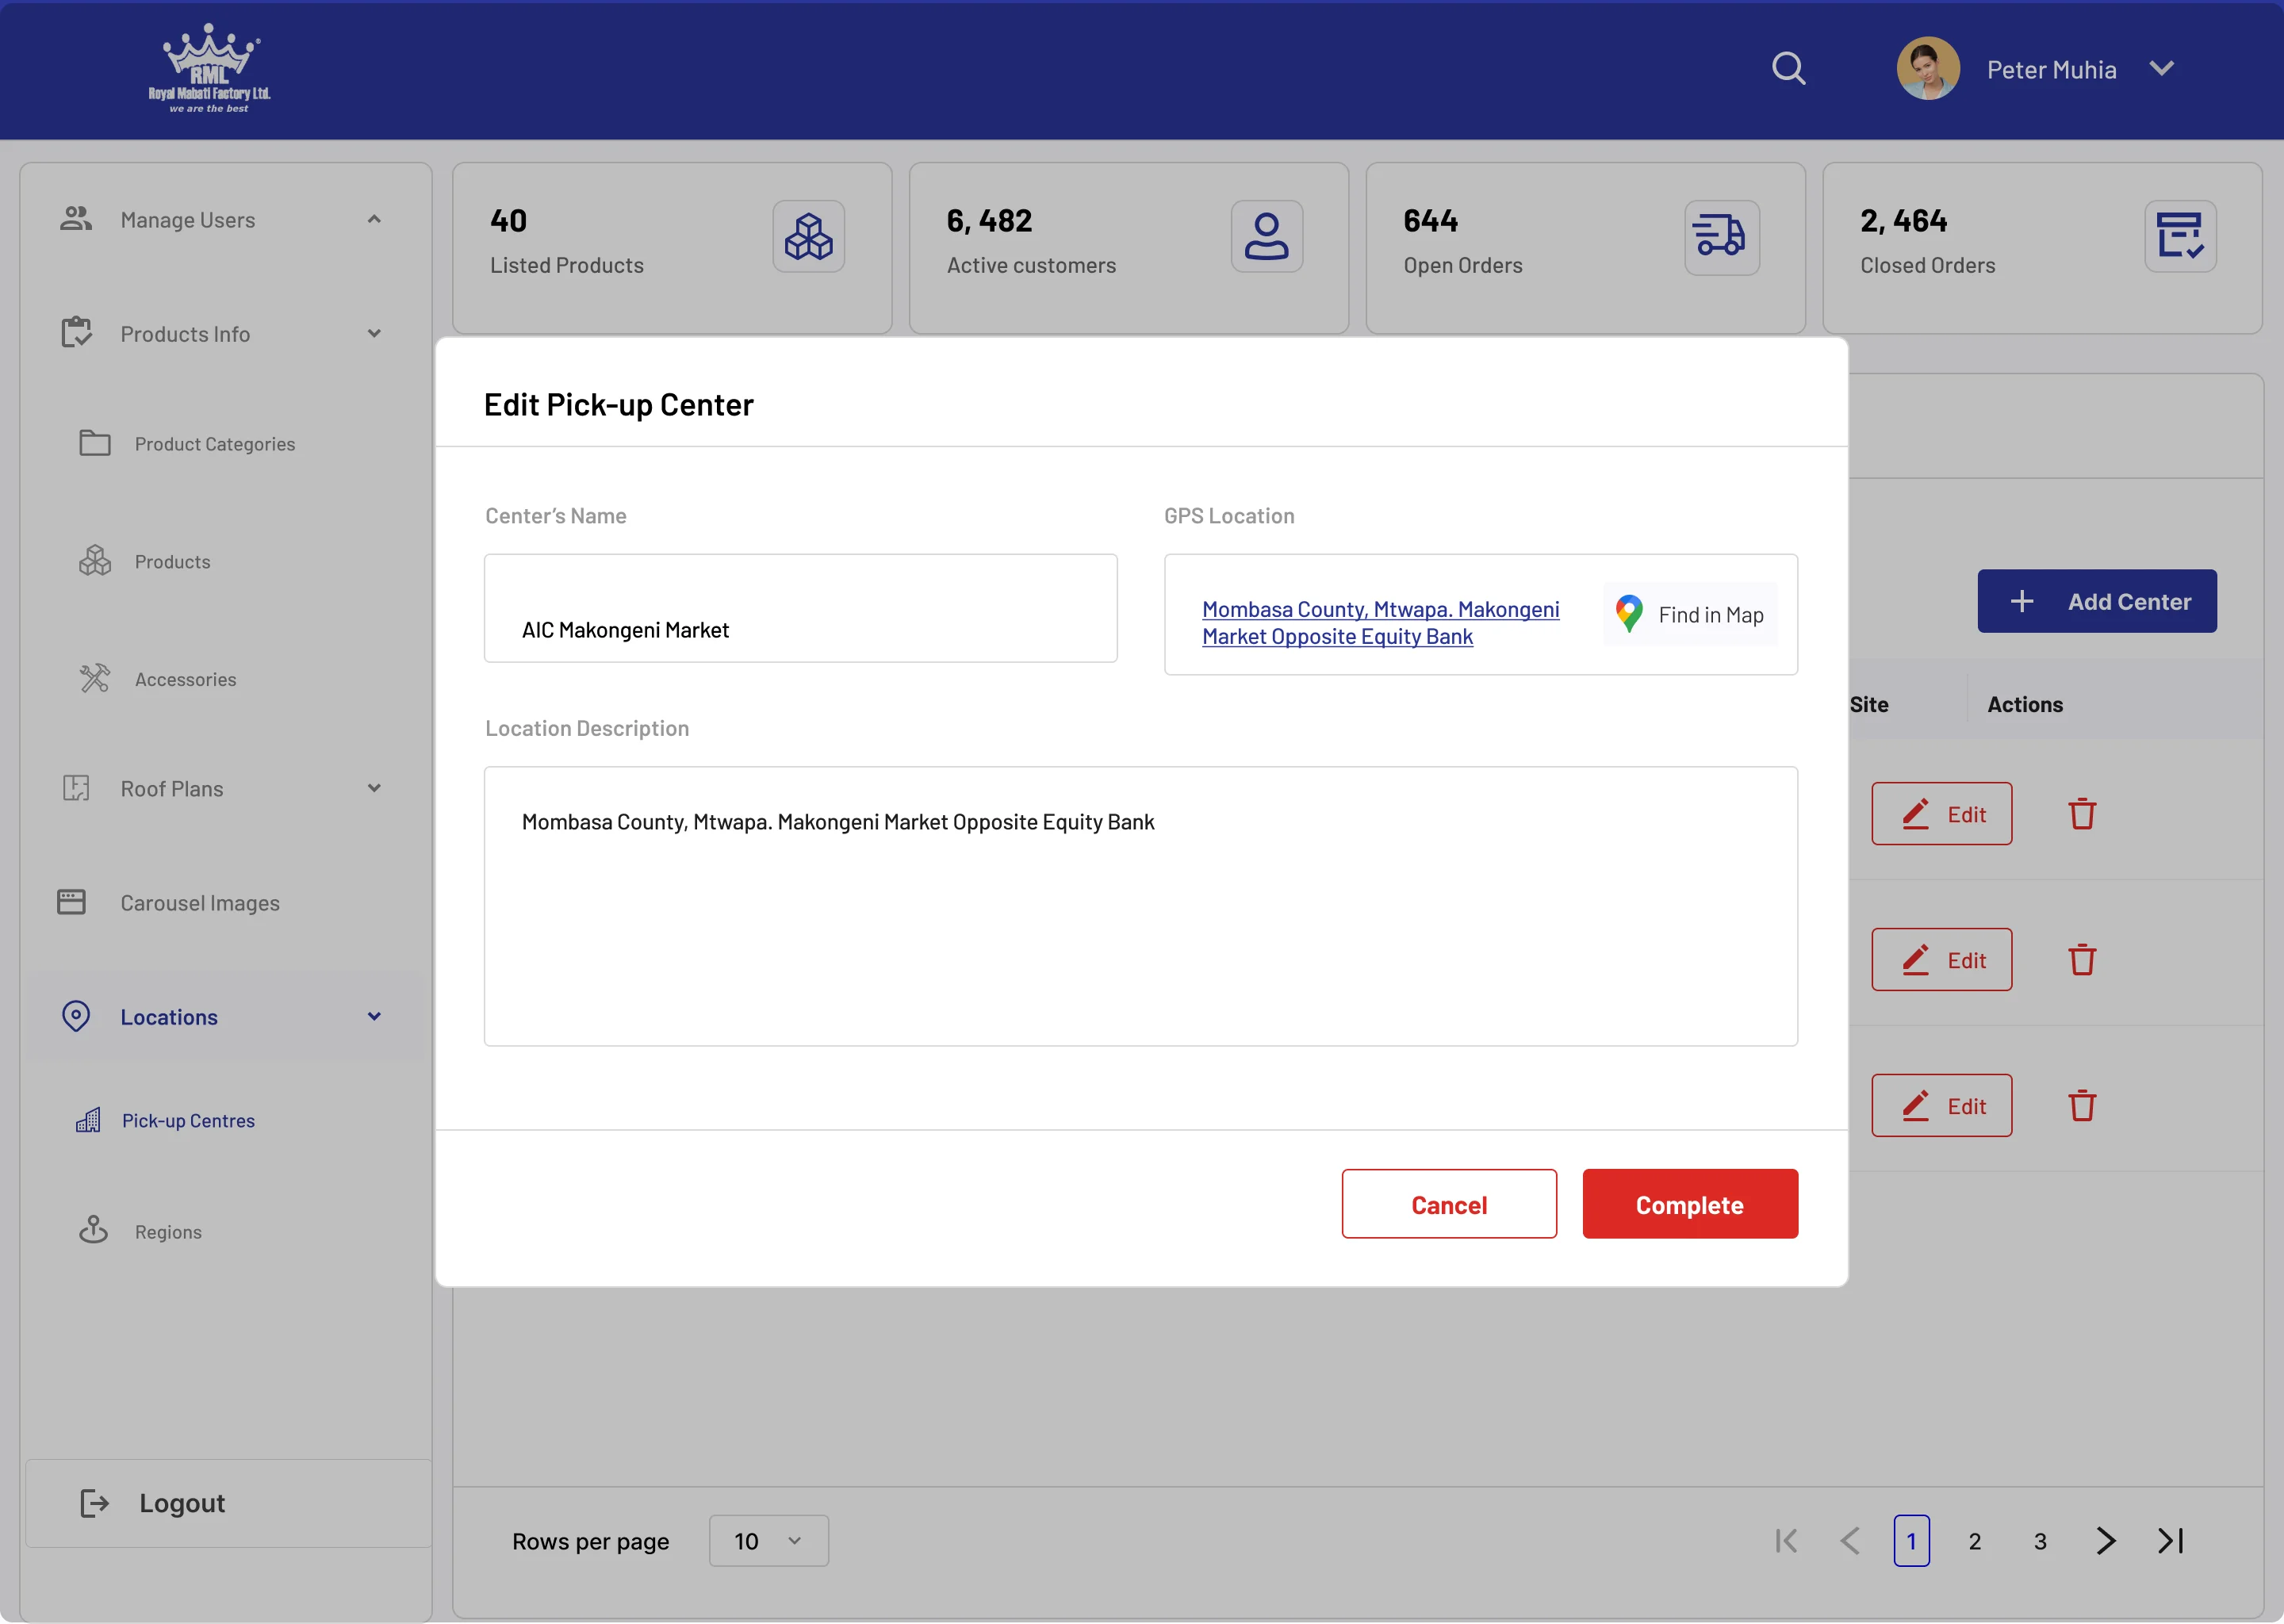 RML
Royal Mabati Factory Ltd.
we are the best
Peter Muhia
Manage Users
Products Info
Product Categories
Products
Accessories
Roof Plans
Carousel Images
Locations
Pick-up Centres
Regions
Logout
40
Listed Products
6, 482
Active customers
644
Open Orders
2, 464
Closed Orders
Edit Pick-up Center
Center’s Name
AIC Makongeni Market
GPS Location
Mombasa County, Mtwapa. Makongeni
Market Opposite Equity Bank
Find in Map
Location Description
Mombasa County, Mtwapa. Makongeni Market Opposite Equity Bank
Cancel
Complete
Add Center
Site
Actions
Edit
Edit
Edit
Rows per page
10
1
2
3